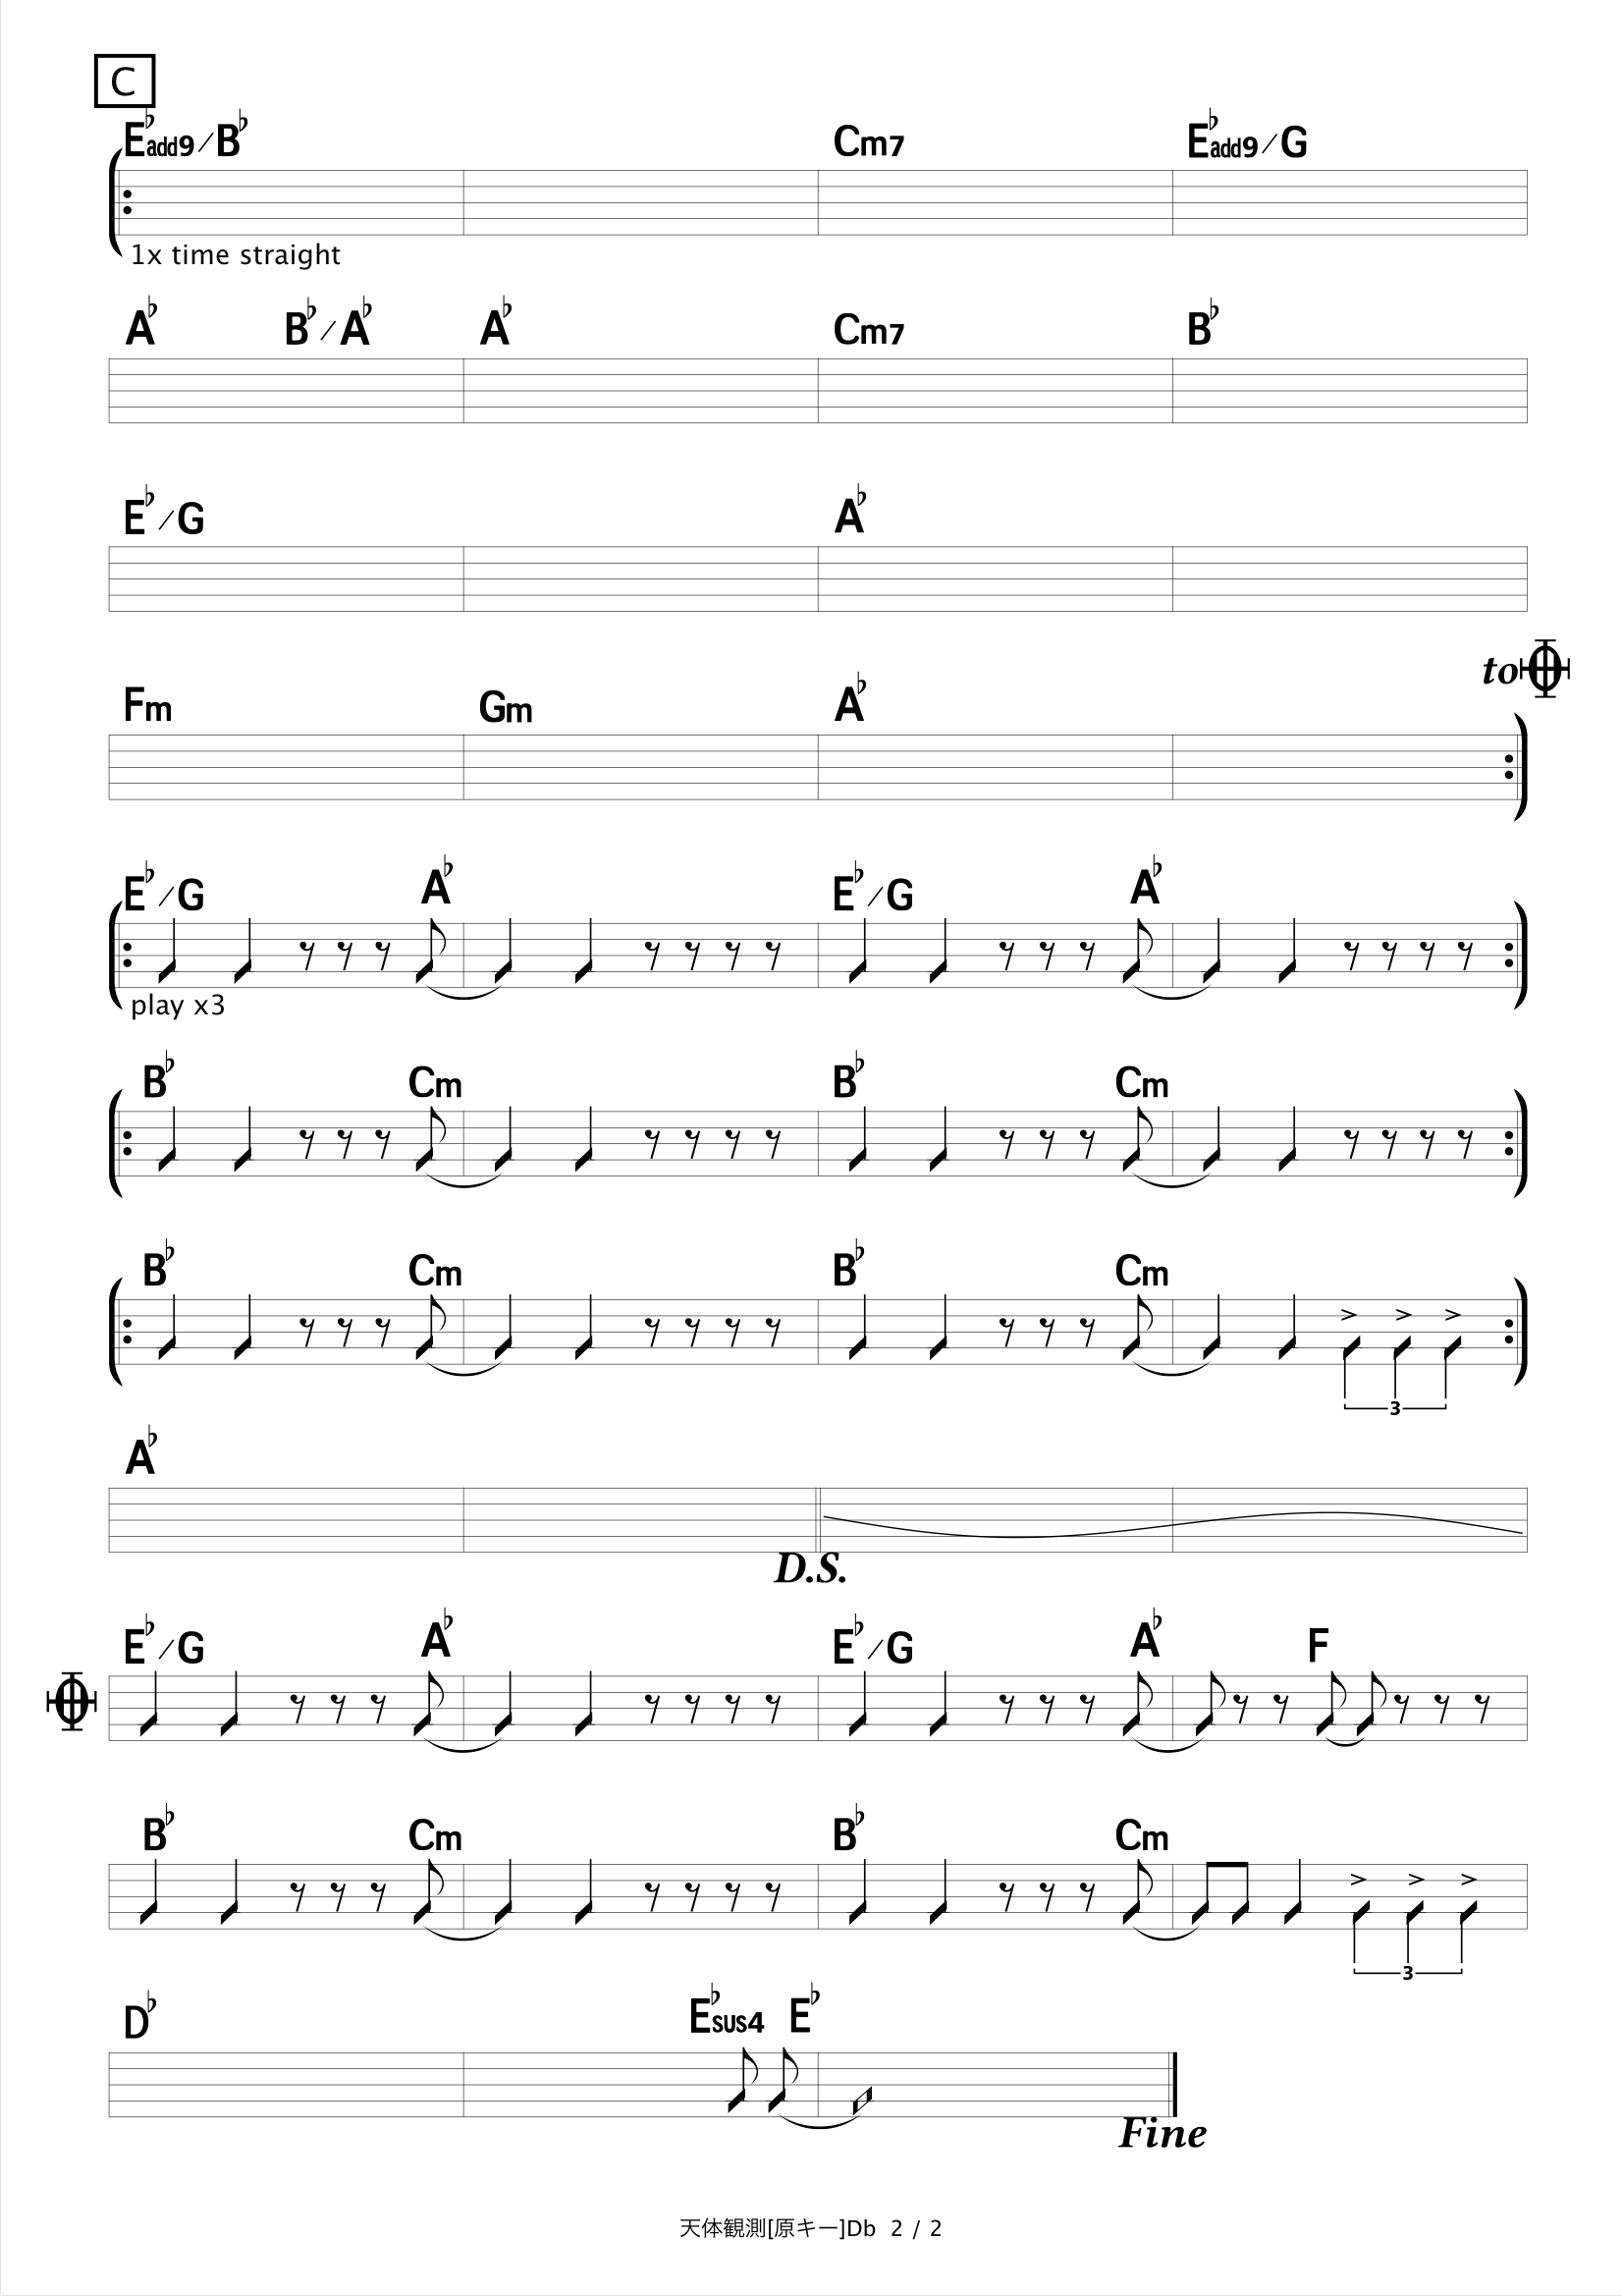 C
E♭add9/B♭ Cm7 E♭add9/G
1x time straight
A♭ B♭/A♭ A♭ Cm7 B♭
E♭/G A♭
to
Fm Gm A♭
E♭/G A♭ E♭/G A♭
play x3
B♭ Cm B♭ Cm
B♭ Cm B♭ Cm
3
A♭
D.S.
E♭/G A♭ E♭/G A♭ F
B♭ Cm B♭ Cm
3
D♭ E♭sus4 E♭
Fine
天体観測[原キー]Db 2 / 2